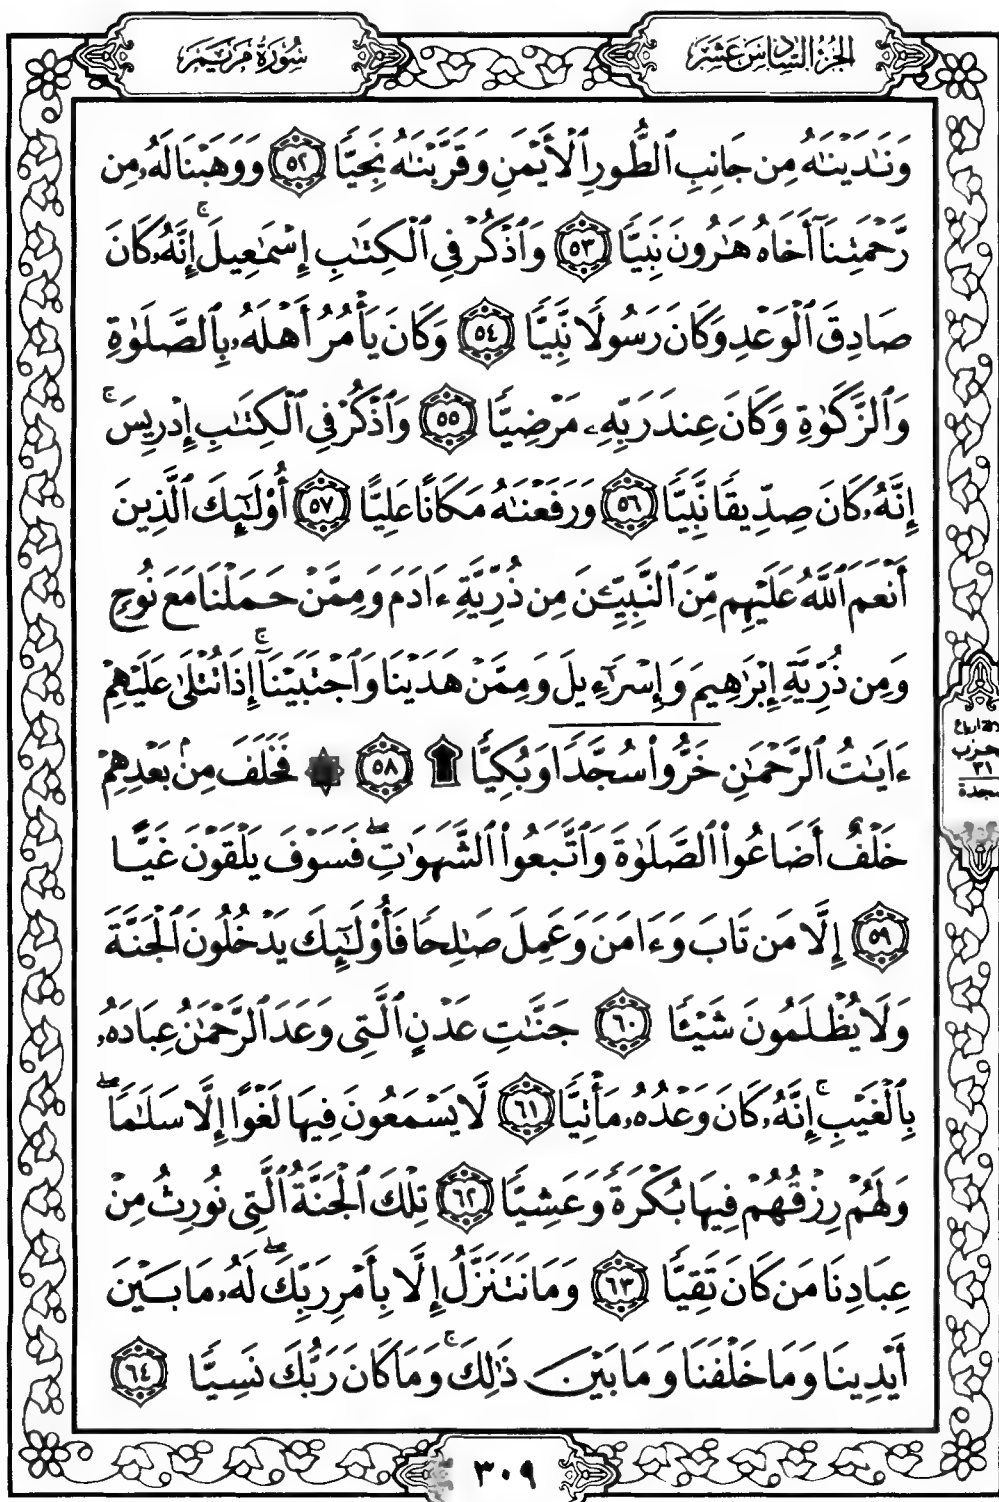 الجزء السادس عشر
سورة مريم
وَنَٰدَيْنَٰهُ مِن جَانِبِ ٱلطُّورِ ٱلْأَيْمَنِ وَقَرَّبْنَٰهُ نَجِيًّا ٥٢ وَوَهَبْنَا لَهُۥ مِن
رَّحْمَتِنَآ أَخَاهُ هَٰرُونَ نَبِيًّا ٥٣ وَٱذْكُرْ فِى ٱلْكِتَٰبِ إِسْمَٰعِيلَ ۚ إِنَّهُۥ كَانَ
صَادِقَ ٱلْوَعْدِ وَكَانَ رَسُولًا نَّبِيًّا ٥٤ وَكَانَ يَأْمُرُ أَهْلَهُۥ بِٱلصَّلَوٰةِ
وَٱلزَّكَوٰةِ وَكَانَ عِندَ رَبِّهِۦ مَرْضِيًّا ٥٥ وَٱذْكُرْ فِى ٱلْكِتَٰبِ إِدْرِيسَ ۚ
إِنَّهُۥ كَانَ صِدِّيقًا نَّبِيًّا ٥٦ وَرَفَعْنَٰهُ مَكَانًا عَلِيًّا ٥٧ أُو۟لَٰٓئِكَ ٱلَّذِينَ
أَنْعَمَ ٱللَّهُ عَلَيْهِم مِّنَ ٱلنَّبِيِّۦنَ مِن ذُرِّيَّةِ ءَادَمَ وَمِمَّنْ حَمَلْنَا مَعَ نُوحٍ
وَمِن ذُرِّيَّةِ إِبْرَٰهِيمَ وَإِسْرَٰٓءِيلَ وَمِمَّنْ هَدَيْنَا وَٱجْتَبَيْنَآ ۚ إِذَا تُتْلَىٰ عَلَيْهِمْ
ءَايَٰتُ ٱلرَّحْمَٰنِ خَرُّوا۟ سُجَّدًا وَبُكِيًّا ۩ ٥٨ ۞ فَخَلَفَ مِنۢ بَعْدِهِمْ
خَلْفٌ أَضَاعُوا۟ ٱلصَّلَوٰةَ وَٱتَّبَعُوا۟ ٱلشَّهَوَٰتِ ۖ فَسَوْفَ يَلْقَوْنَ غَيًّا
٥٩ إِلَّا مَن تَابَ وَءَامَنَ وَعَمِلَ صَٰلِحًا فَأُو۟لَٰٓئِكَ يَدْخُلُونَ ٱلْجَنَّةَ
وَلَا يُظْلَمُونَ شَيْـًٔا ٦٠ جَنَّٰتِ عَدْنٍ ٱلَّتِى وَعَدَ ٱلرَّحْمَٰنُ عِبَادَهُۥ
بِٱلْغَيْبِ ۚ إِنَّهُۥ كَانَ وَعْدُهُۥ مَأْتِيًّا ٦١ لَّا يَسْمَعُونَ فِيهَا لَغْوًا إِلَّا سَلَٰمًا ۖ
وَلَهُمْ رِزْقُهُمْ فِيهَا بُكْرَةً وَعَشِيًّا ٦٢ تِلْكَ ٱلْجَنَّةُ ٱلَّتِى نُورِثُ مِنْ
عِبَادِنَا مَن كَانَ تَقِيًّا ٦٣ وَمَا نَتَنَزَّلُ إِلَّا بِأَمْرِ رَبِّكَ ۖ لَهُۥ مَا بَيْنَ
أَيْدِينَا وَمَا خَلْفَنَا وَمَا بَيْنَ ذَٰلِكَ ۚ وَمَا كَانَ رَبُّكَ نَسِيًّا ٦٤
حزب
٣١
سجدة
٣٠٩